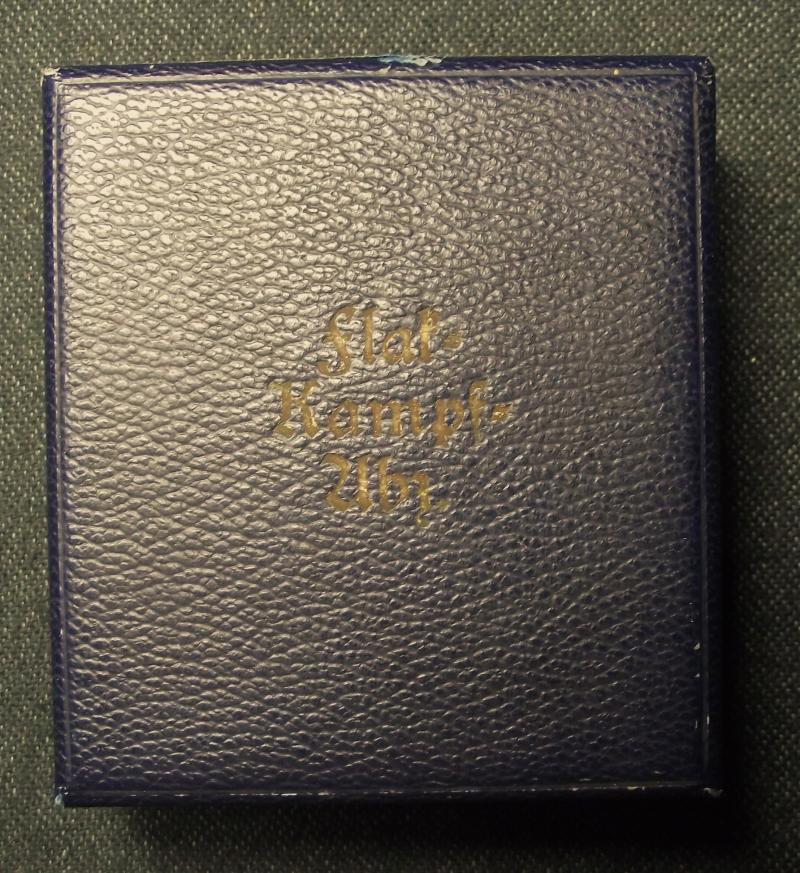 Flak-
Kampf-
Abz.